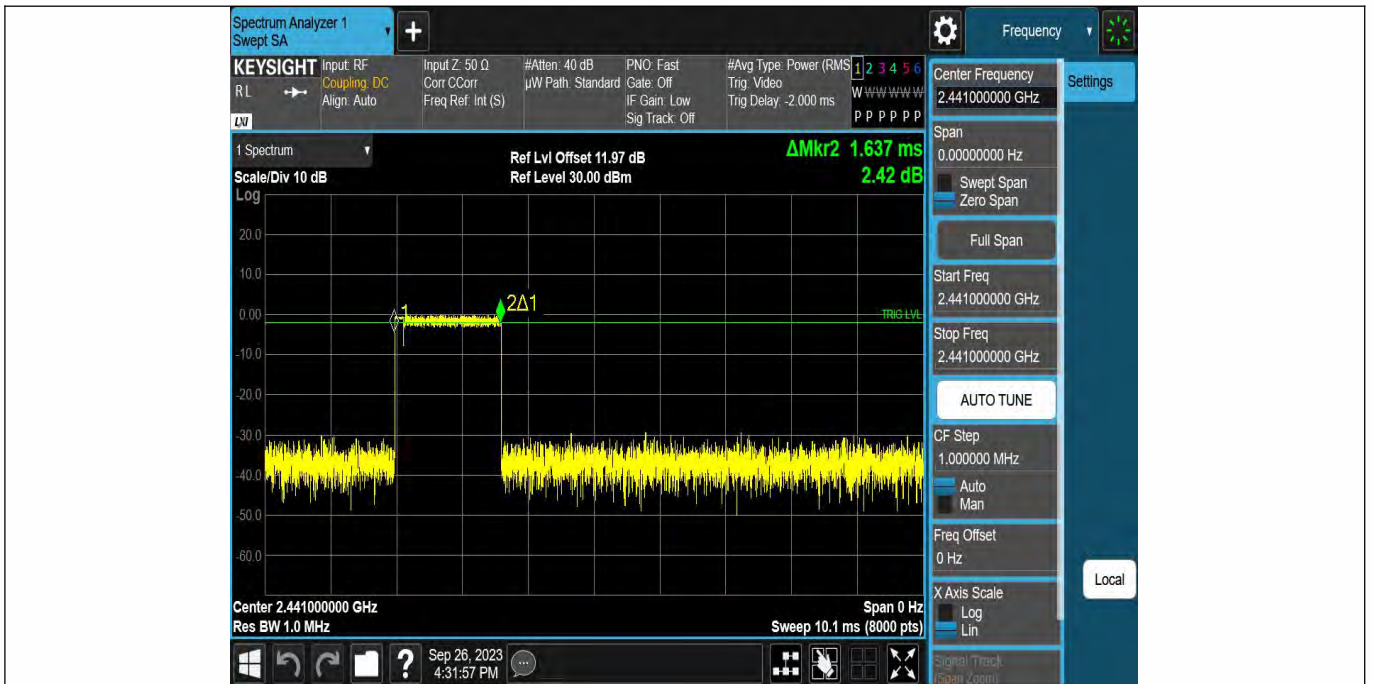 Spectrum Analyzer 1
Swept SA
Frequency
KEYSIGHT
RL
LXI
Input: RF
Coupling: DC
Align: Auto
Input Z: 50 Ω
Corr CCorr
Freq Ref: Int (S)
#Atten: 40 dB
µW Path: Standard
PNO: Fast
Gate: Off
IF Gain: Low
Sig Track: Off
#Avg Type: Power (RMS
Trig: Video
Trig Delay: -2.000 ms
1 2 3 4 5 6
W W W W W W
P P P P P P
1 Spectrum
Scale/Div 10 dB
Ref Lvl Offset 11.97 dB
Ref Level 30.00 dBm
ΔMkr2 1.637 ms
2.42 dB
Log
20.0
10.0
0.00
-10.0
-20.0
-30.0
-40.0
-50.0
-60.0
1
2Δ1
TRIG LVL
Center 2.441000000 GHz
Res BW 1.0 MHz
Span 0 Hz
Sweep 10.1 ms (8000 pts)
Sep 26, 2023
4:31:57 PM
Center Frequency
2.441000000 GHz
Settings
Span
0.00000000 Hz
Swept Span
Zero Span
Full Span
Start Freq
2.441000000 GHz
Stop Freq
2.441000000 GHz
AUTO TUNE
CF Step
1.000000 MHz
Auto
Man
Freq Offset
0 Hz
X Axis Scale
Log
Lin
Local
Signal Track
(Span Zoom)